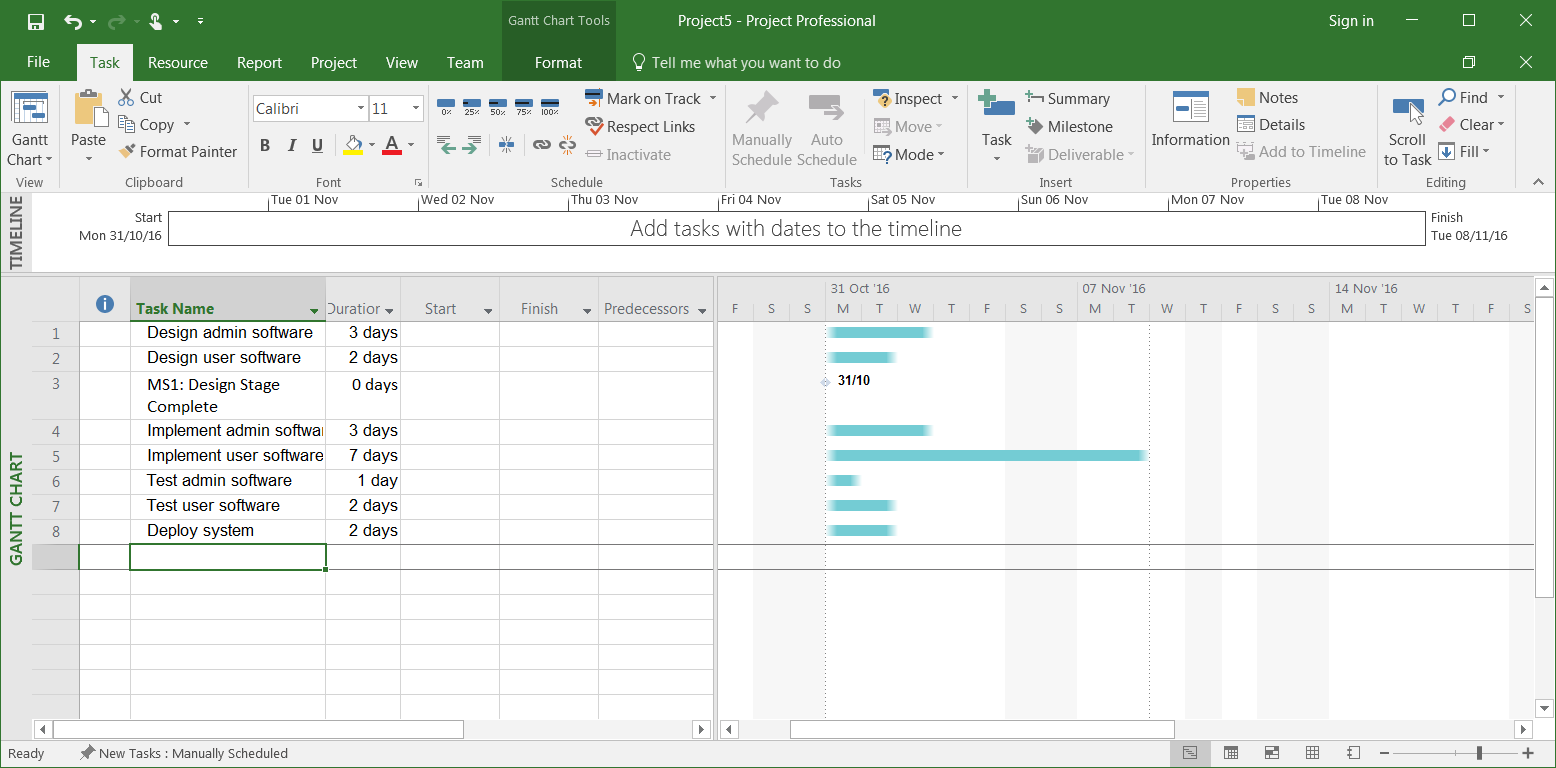 Gantt Chart Tools
Project5 - Project Professional
Sign in
File Task Resource Report Project View Team Format Tell me what you want to do
Gantt Chart
View
Paste
Cut
Copy
Format Painter
Clipboard
Calibri 11
B I U A
Font
0% 25% 50% 75% 100%
Mark on Track
Respect Links
Inactivate
Schedule
Manually Schedule
Auto Schedule
Inspect
Move
Mode
Tasks
Task
Summary
Milestone
Deliverable
Insert
Information
Notes
Details
Add to Timeline
Properties
Scroll to Task
Find
Clear
Fill
Editing
TIMELINE
Tue 01 Nov Wed 02 Nov Thu 03 Nov Fri 04 Nov Sat 05 Nov Sun 06 Nov Mon 07 Nov Tue 08 Nov
Start
Mon 31/10/16
Add tasks with dates to the timeline
Finish
Tue 08/11/16
GANTT CHART
Task Name Duration Start Finish Predecessors
31 Oct '16 07 Nov '16 14 Nov '16
F S S M T W T F S S M T W T F S S M T W T F S
1 Design admin software 3 days
2 Design user software 2 days
3 MS1: Design Stage Complete 0 days
31/10
4 Implement admin softwa 3 days
5 Implement user software 7 days
6 Test admin software 1 day
7 Test user software 2 days
8 Deploy system 2 days
Ready
New Tasks : Manually Scheduled